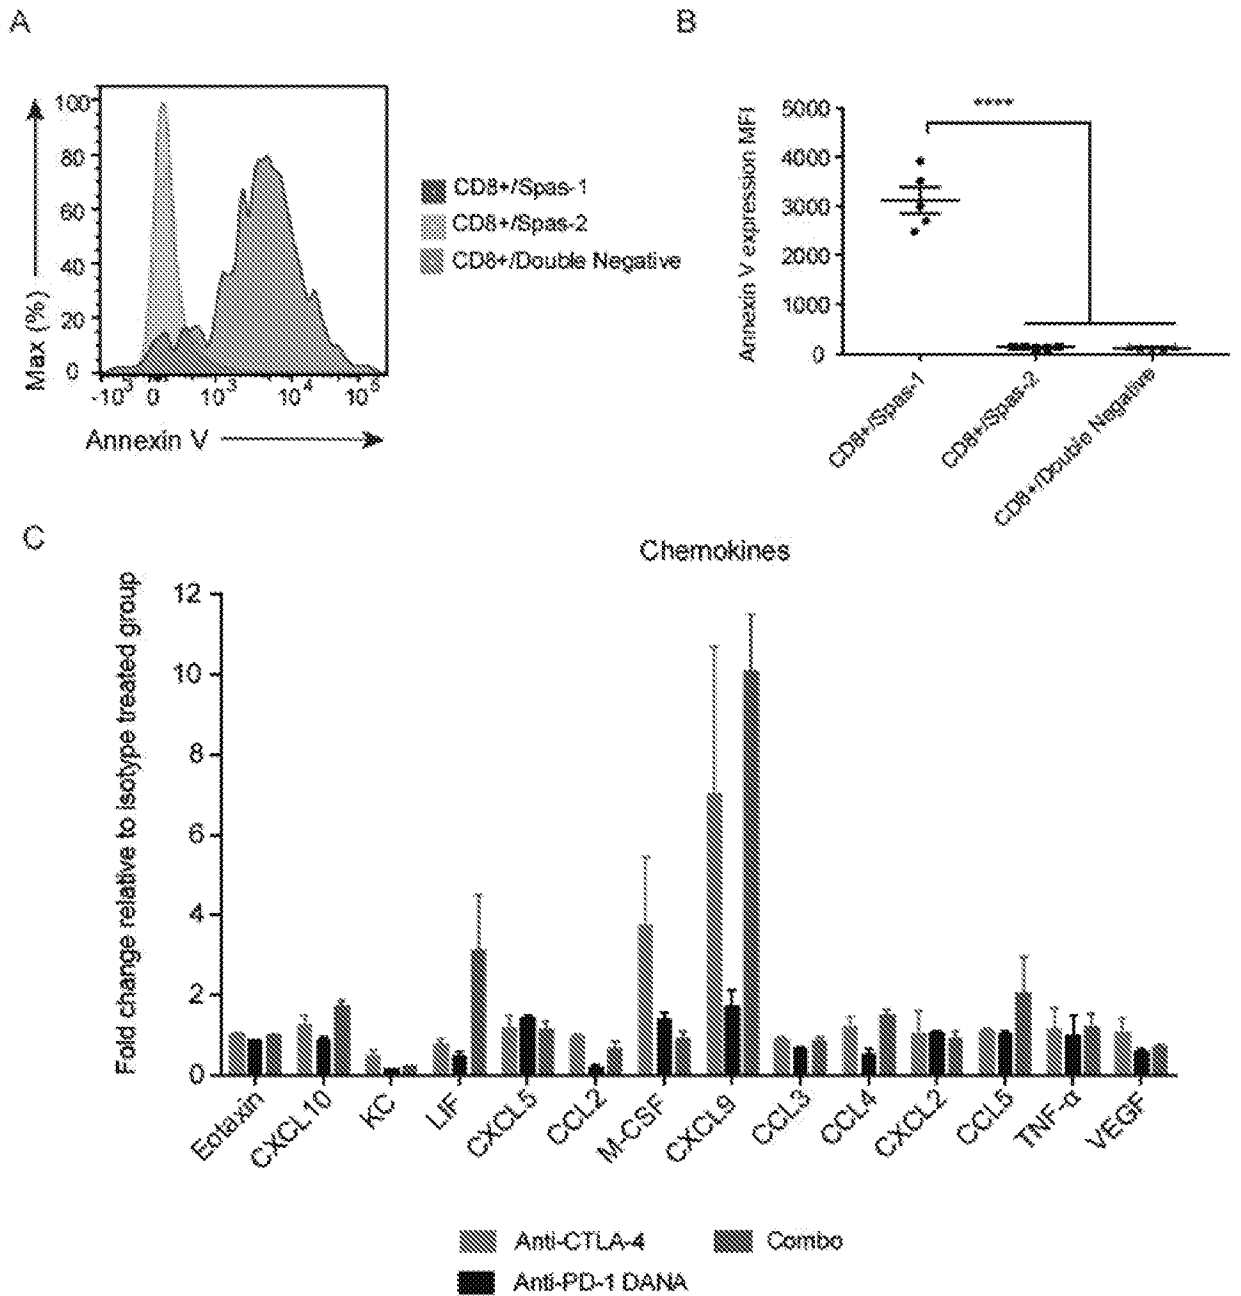 A
100
80
60
40
20
0
Max (%)
-10³ 0 10³ 10⁴ 10⁵
Annexin V
CD8+/Spas-1
CD8+/Spas-2
CD8+/Double Negative
B
Annexin V expression MFI
5000
4000
3000
2000
1000
0
****
CD8+/Spas-1
CD8+/Spas-2
CD8+/Double Negative
C
Chemokines
Fold change relative to isotype treated group
12
10
8
6
4
2
0
Eotaxin
CXCL10
KC
LIF
CXCL5
CCL2
M-CSF
CXCL9
CCL3
CCL4
CXCL2
CCL5
TNF-α
VEGF
Anti-CTLA-4
Combo
Anti-PD-1 DANA